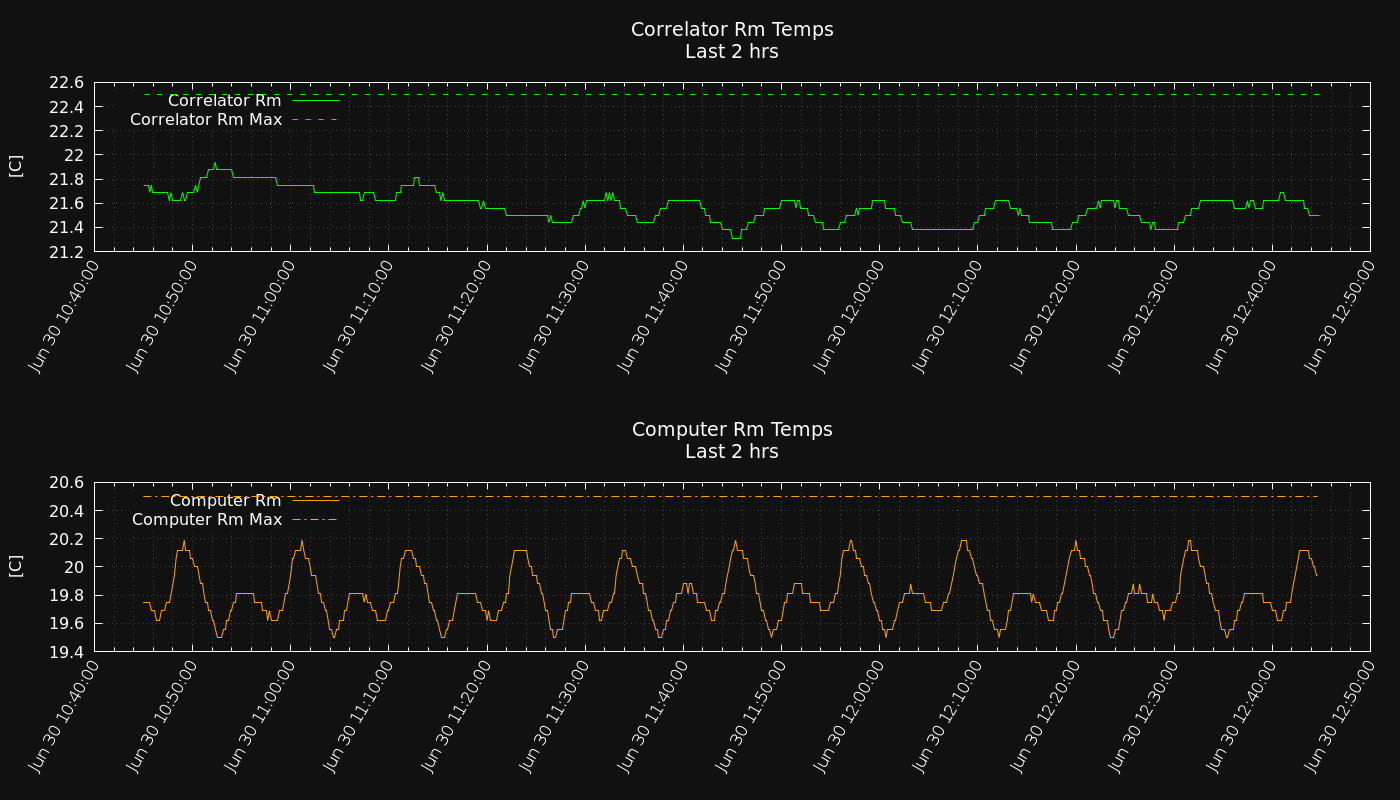 Correlator Rm Temps
Last 2 hrs
22.6
22.4
22.2
22
21.8
21.6
21.4
21.2
[C]
Correlator Rm
Correlator Rm Max
Jun 30 10:40:00
Jun 30 10:50:00
Jun 30 11:00:00
Jun 30 11:10:00
Jun 30 11:20:00
Jun 30 11:30:00
Jun 30 11:40:00
Jun 30 11:50:00
Jun 30 12:00:00
Jun 30 12:10:00
Jun 30 12:20:00
Jun 30 12:30:00
Jun 30 12:40:00
Jun 30 12:50:00
Computer Rm Temps
Last 2 hrs
20.6
20.4
20.2
20
19.8
19.6
19.4
[C]
Computer Rm
Computer Rm Max
Jun 30 10:40:00
Jun 30 10:50:00
Jun 30 11:00:00
Jun 30 11:10:00
Jun 30 11:20:00
Jun 30 11:30:00
Jun 30 11:40:00
Jun 30 11:50:00
Jun 30 12:00:00
Jun 30 12:10:00
Jun 30 12:20:00
Jun 30 12:30:00
Jun 30 12:40:00
Jun 30 12:50:00